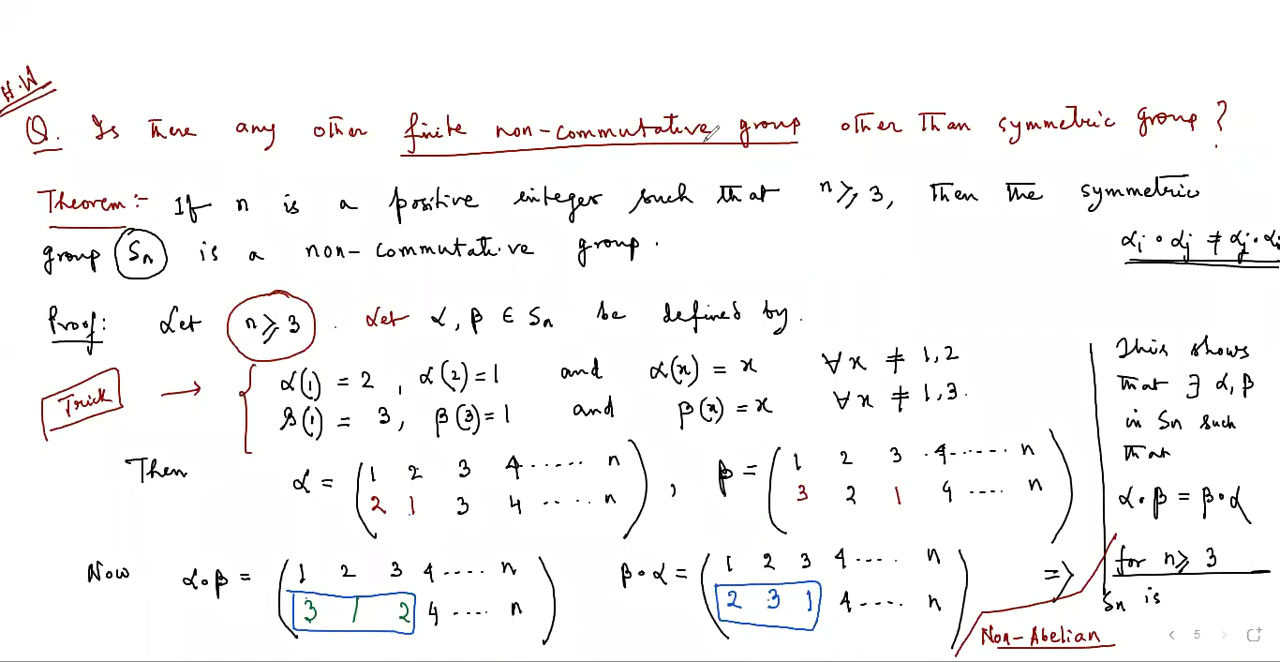 H.W
Q. Is there any other finite non-commutative group other than symmetric group?
Theorem:- If n is a positive integer such that n ≥ 3, then the symmetric
group Sn is a non-commutative group.
αi ∘ αj ≠ αj ∘ αi
Proof: Let n ≥ 3. Let α, β ∈ Sn be defined by.
Trick → { α(1) = 2, α(2) = 1 and α(x) = x ∀ x ≠ 1, 2
β(1) = 3, β(3) = 1 and β(x) = x ∀ x ≠ 1, 3.
Then α = ( 1 2 3 4 ...... n ) , β = ( 1 2 3 . 4 ...... n )
2 1 3 4 ..... n 3 2 1 4 .... n
Now α∘β = ( 1 2 3 4 .... n ) β∘α = ( 1 2 3 4 .... n ) =>
3 1 2 4 .... n 2 3 1 4 .... n
This shows
that ∃ α, β
in Sn such
that
α∘β = β∘α
for n ≥ 3
Sn is
Non-Abelian
< 5 >